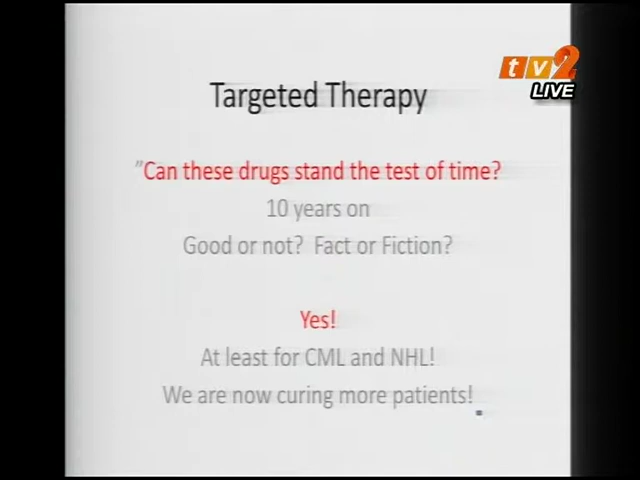 tv2
LIVE
Targeted Therapy
"Can these drugs stand the test of time?
10 years on
Good or not? Fact or Fiction?
Yes!
At least for CML and NHL!
We are now curing more patients!